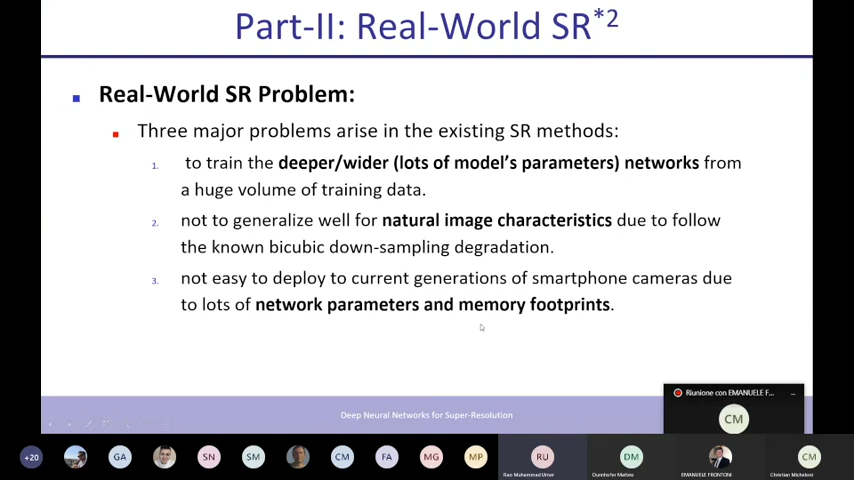 Part-II: Real-World SR*2
Real-World SR Problem:
Three major problems arise in the existing SR methods:
1. to train the deeper/wider (lots of model's parameters) networks from
a huge volume of training data.
2. not to generalize well for natural image characteristics due to follow
the known bicubic down-sampling degradation.
3. not easy to deploy to current generations of smartphone cameras due
to lots of network parameters and memory footprints.
Deep Neural Networks for Super-Resolution
Riunione con EMANUELE F...
CM
+20 GA SN SM CM FA MG MP RU DM CM
Rao Muhammad Umer Dunnhofer Matteo EMANUELE FRONTONI Christian Micheloni